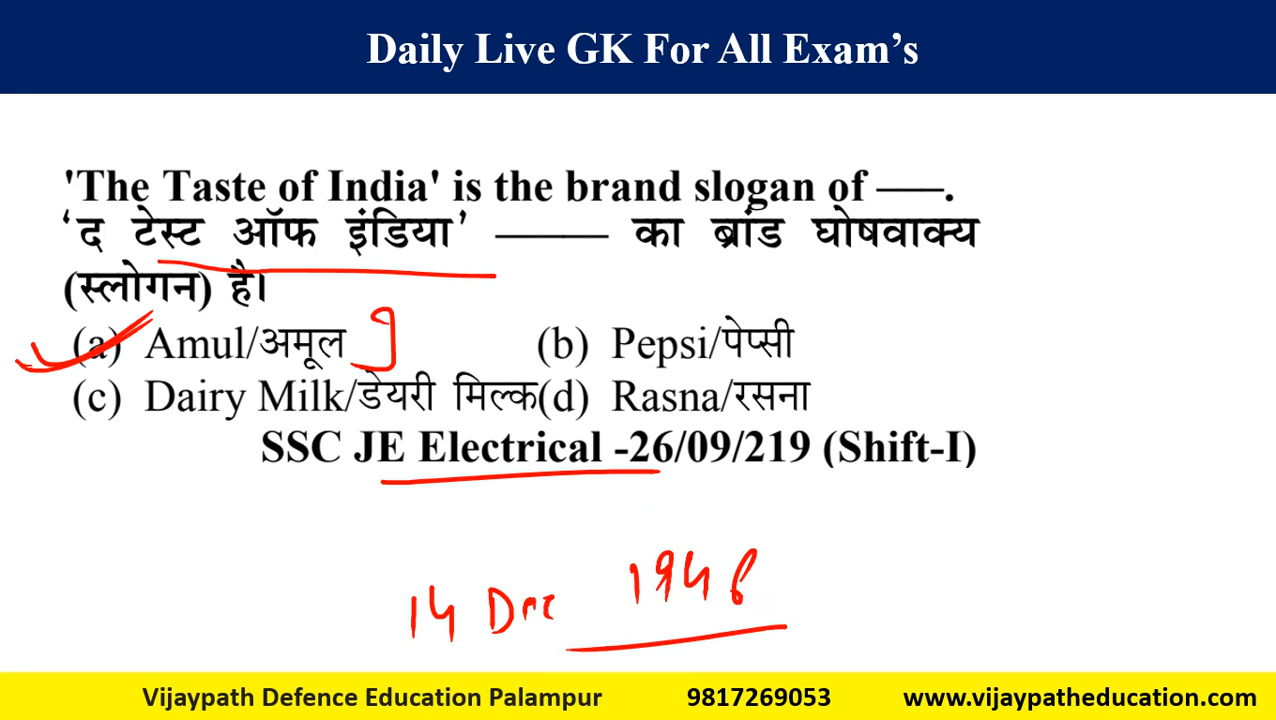 Daily Live GK For All Exam's
'The Taste of India' is the brand slogan of ——.
‘द टेस्ट ऑफ इंडिया’ —— का ब्रांड घोषवाक्य
(स्लोगन) है।
(a) Amul/अमूल (b) Pepsi/पेप्सी
(c) Dairy Milk/डेयरी मिल्क(d) Rasna/रसना
SSC JE Electrical -26/09/219 (Shift-I)
14 Dec 1946
Vijaypath Defence Education Palampur 9817269053 www.vijaypatheducation.com